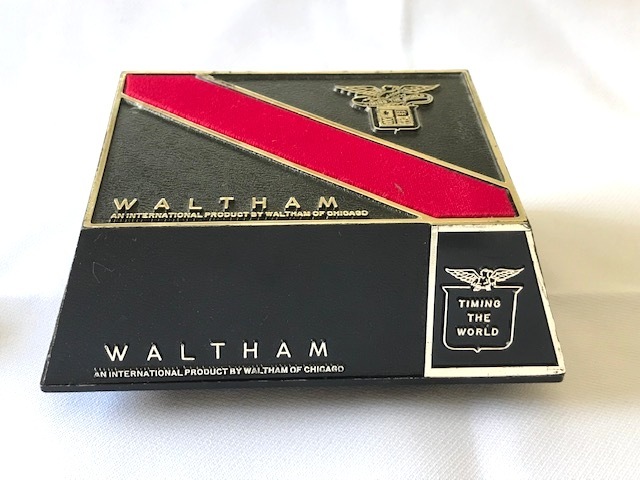 WALTHAM
AN INTERNATIONAL PRODUCT BY WALTHAM OF CHICAGO
WALTHAM
AN INTERNATIONAL PRODUCT BY WALTHAM OF CHICAGO
TIMING
THE
WORLD